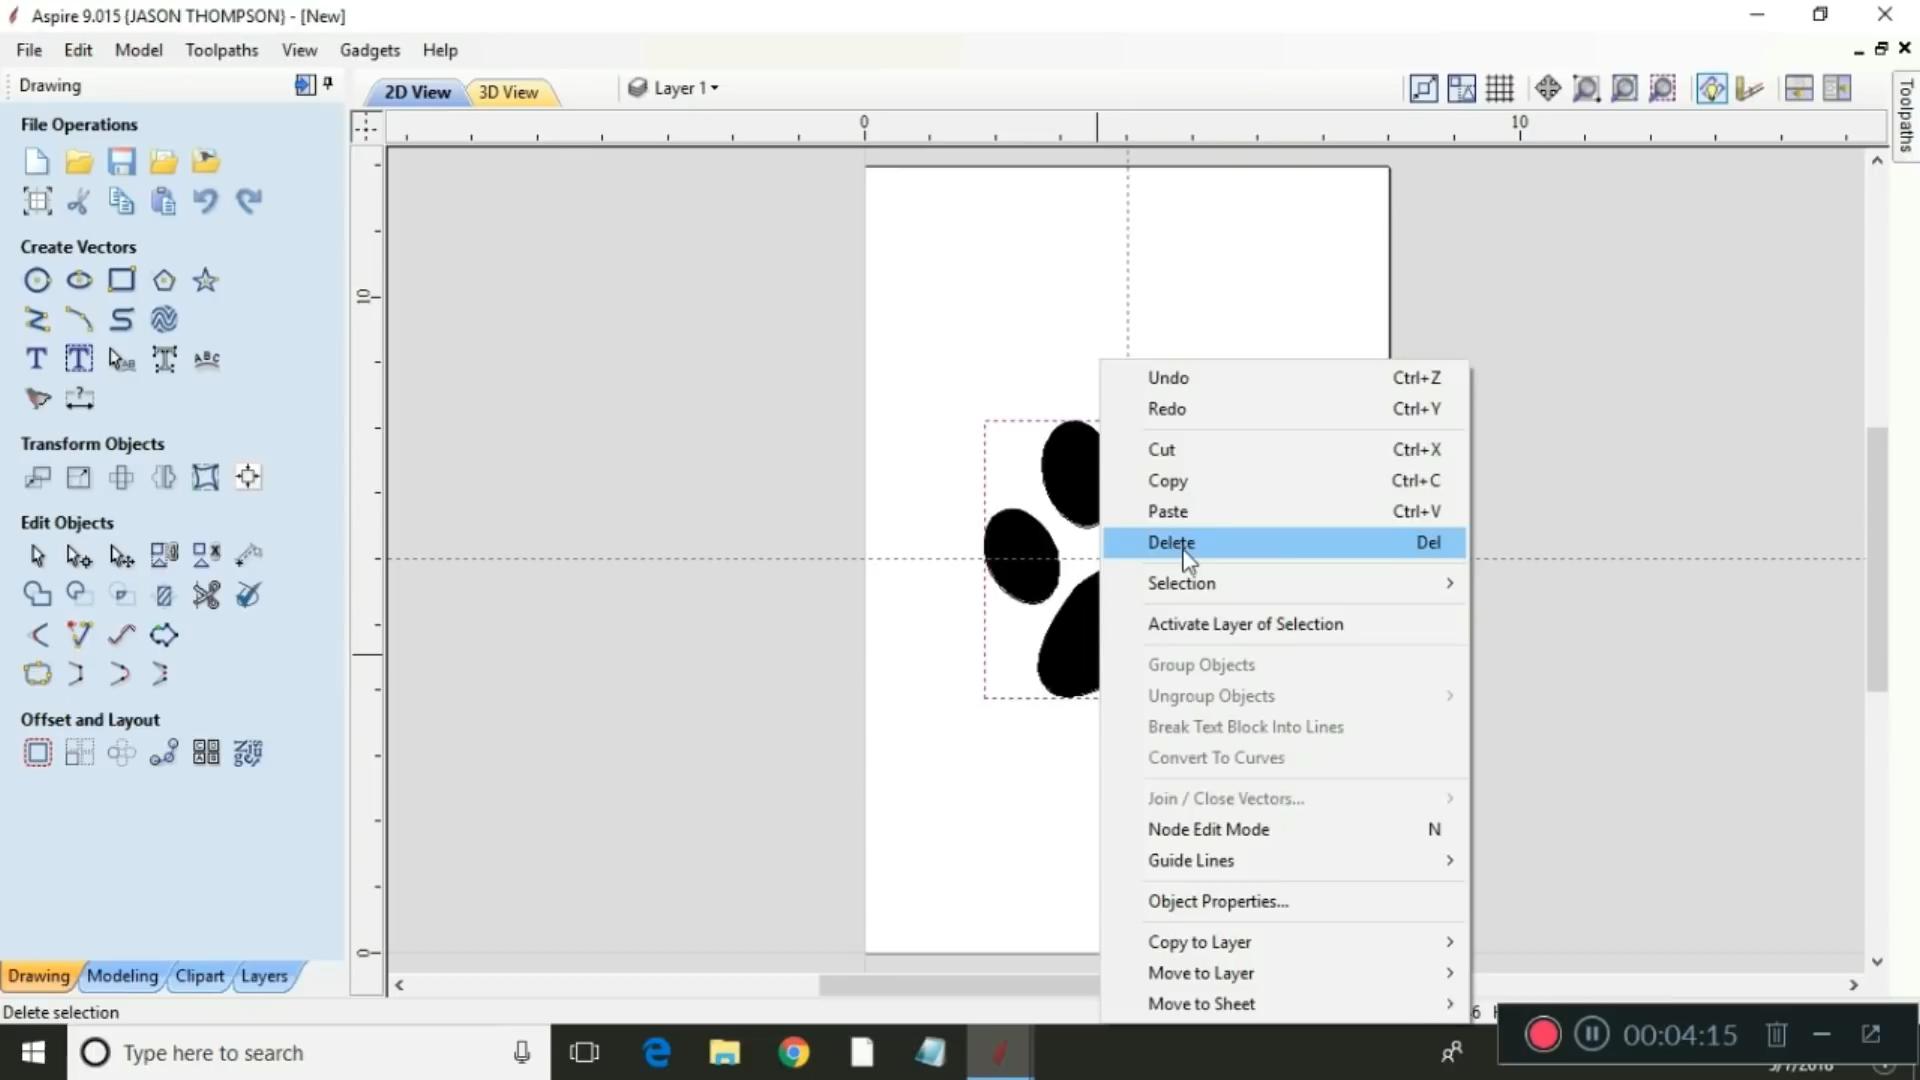 Aspire 9.015 {JASON THOMPSON} - [New]
File Edit Model Toolpaths View Gadgets Help
Drawing
2D View 3D View Layer 1
Toolpaths
File Operations
0 10
Create Vectors
10
Transform Objects
Edit Objects
Offset and Layout
0
Undo Ctrl+Z
Redo Ctrl+Y
Cut Ctrl+X
Copy Ctrl+C
Paste Ctrl+V
Delete Del
Selection
Activate Layer of Selection
Group Objects
Ungroup Objects
Break Text Block Into Lines
Convert To Curves
Join / Close Vectors...
Node Edit Mode N
Guide Lines
Object Properties...
Copy to Layer
Move to Layer
Move to Sheet
Drawing Modeling Clipart Layers
Delete selection
Type here to search
00:04:15